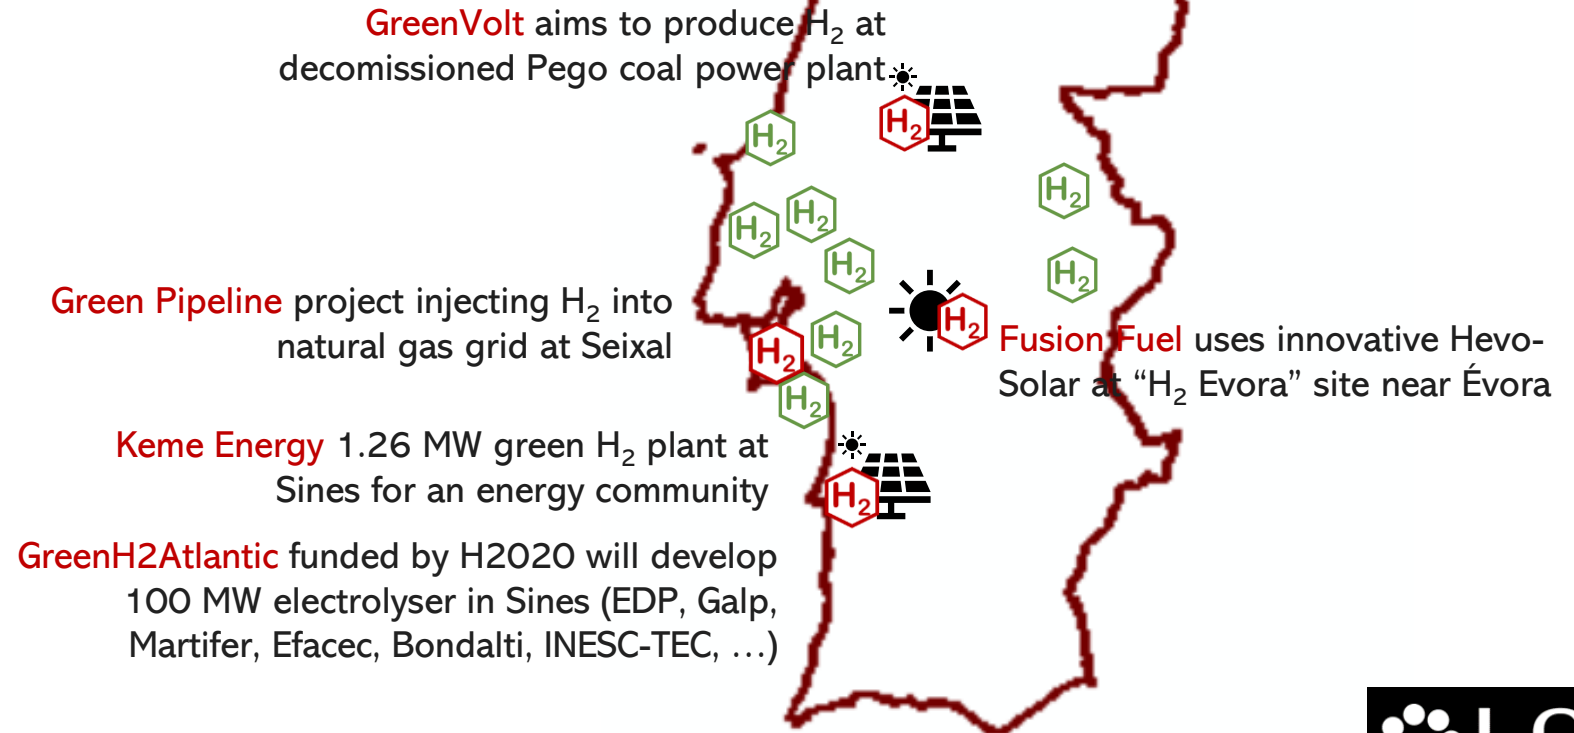 GreenVolt aims to produce H₂ at
decomissioned Pego coal power plant
H₂
H₂
H₂
H₂
H₂
H₂
H₂
Green Pipeline project injecting H₂ into
natural gas grid at Seixal
H₂
H₂
H₂
H₂
Fusion Fuel uses innovative Hevo-
Solar at “H₂ Evora” site near Évora
Keme Energy 1.26 MW green H₂ plant at
Sines for an energy community
H₂
GreenH2Atlantic funded by H2020 will develop
100 MW electrolyser in Sines (EDP, Galp,
Martifer, Efacec, Bondalti, INESC-TEC, …)